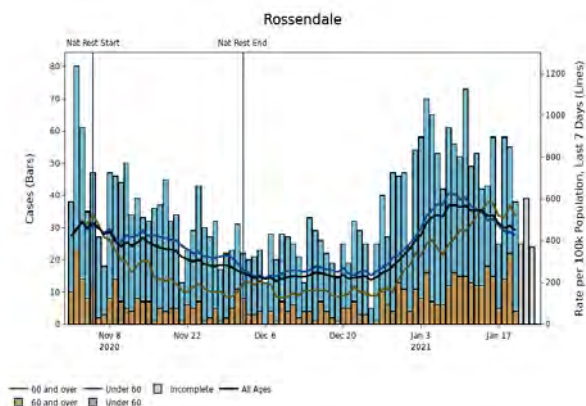 Rossendale
Nat Rest Start
Nat Rest End
Cases (Bars)
80
70
60
50
40
30
20
10
0
Rate per 100k Population, Last 7 Days (Lines)
1200
1000
800
600
400
200
0
Nov 8
2020
Nov 22
Dec 6
Dec 20
Jan 3
2021
Jan 17
60 and over
Under 60
Incomplete
All Ages
60 and over
Under 60